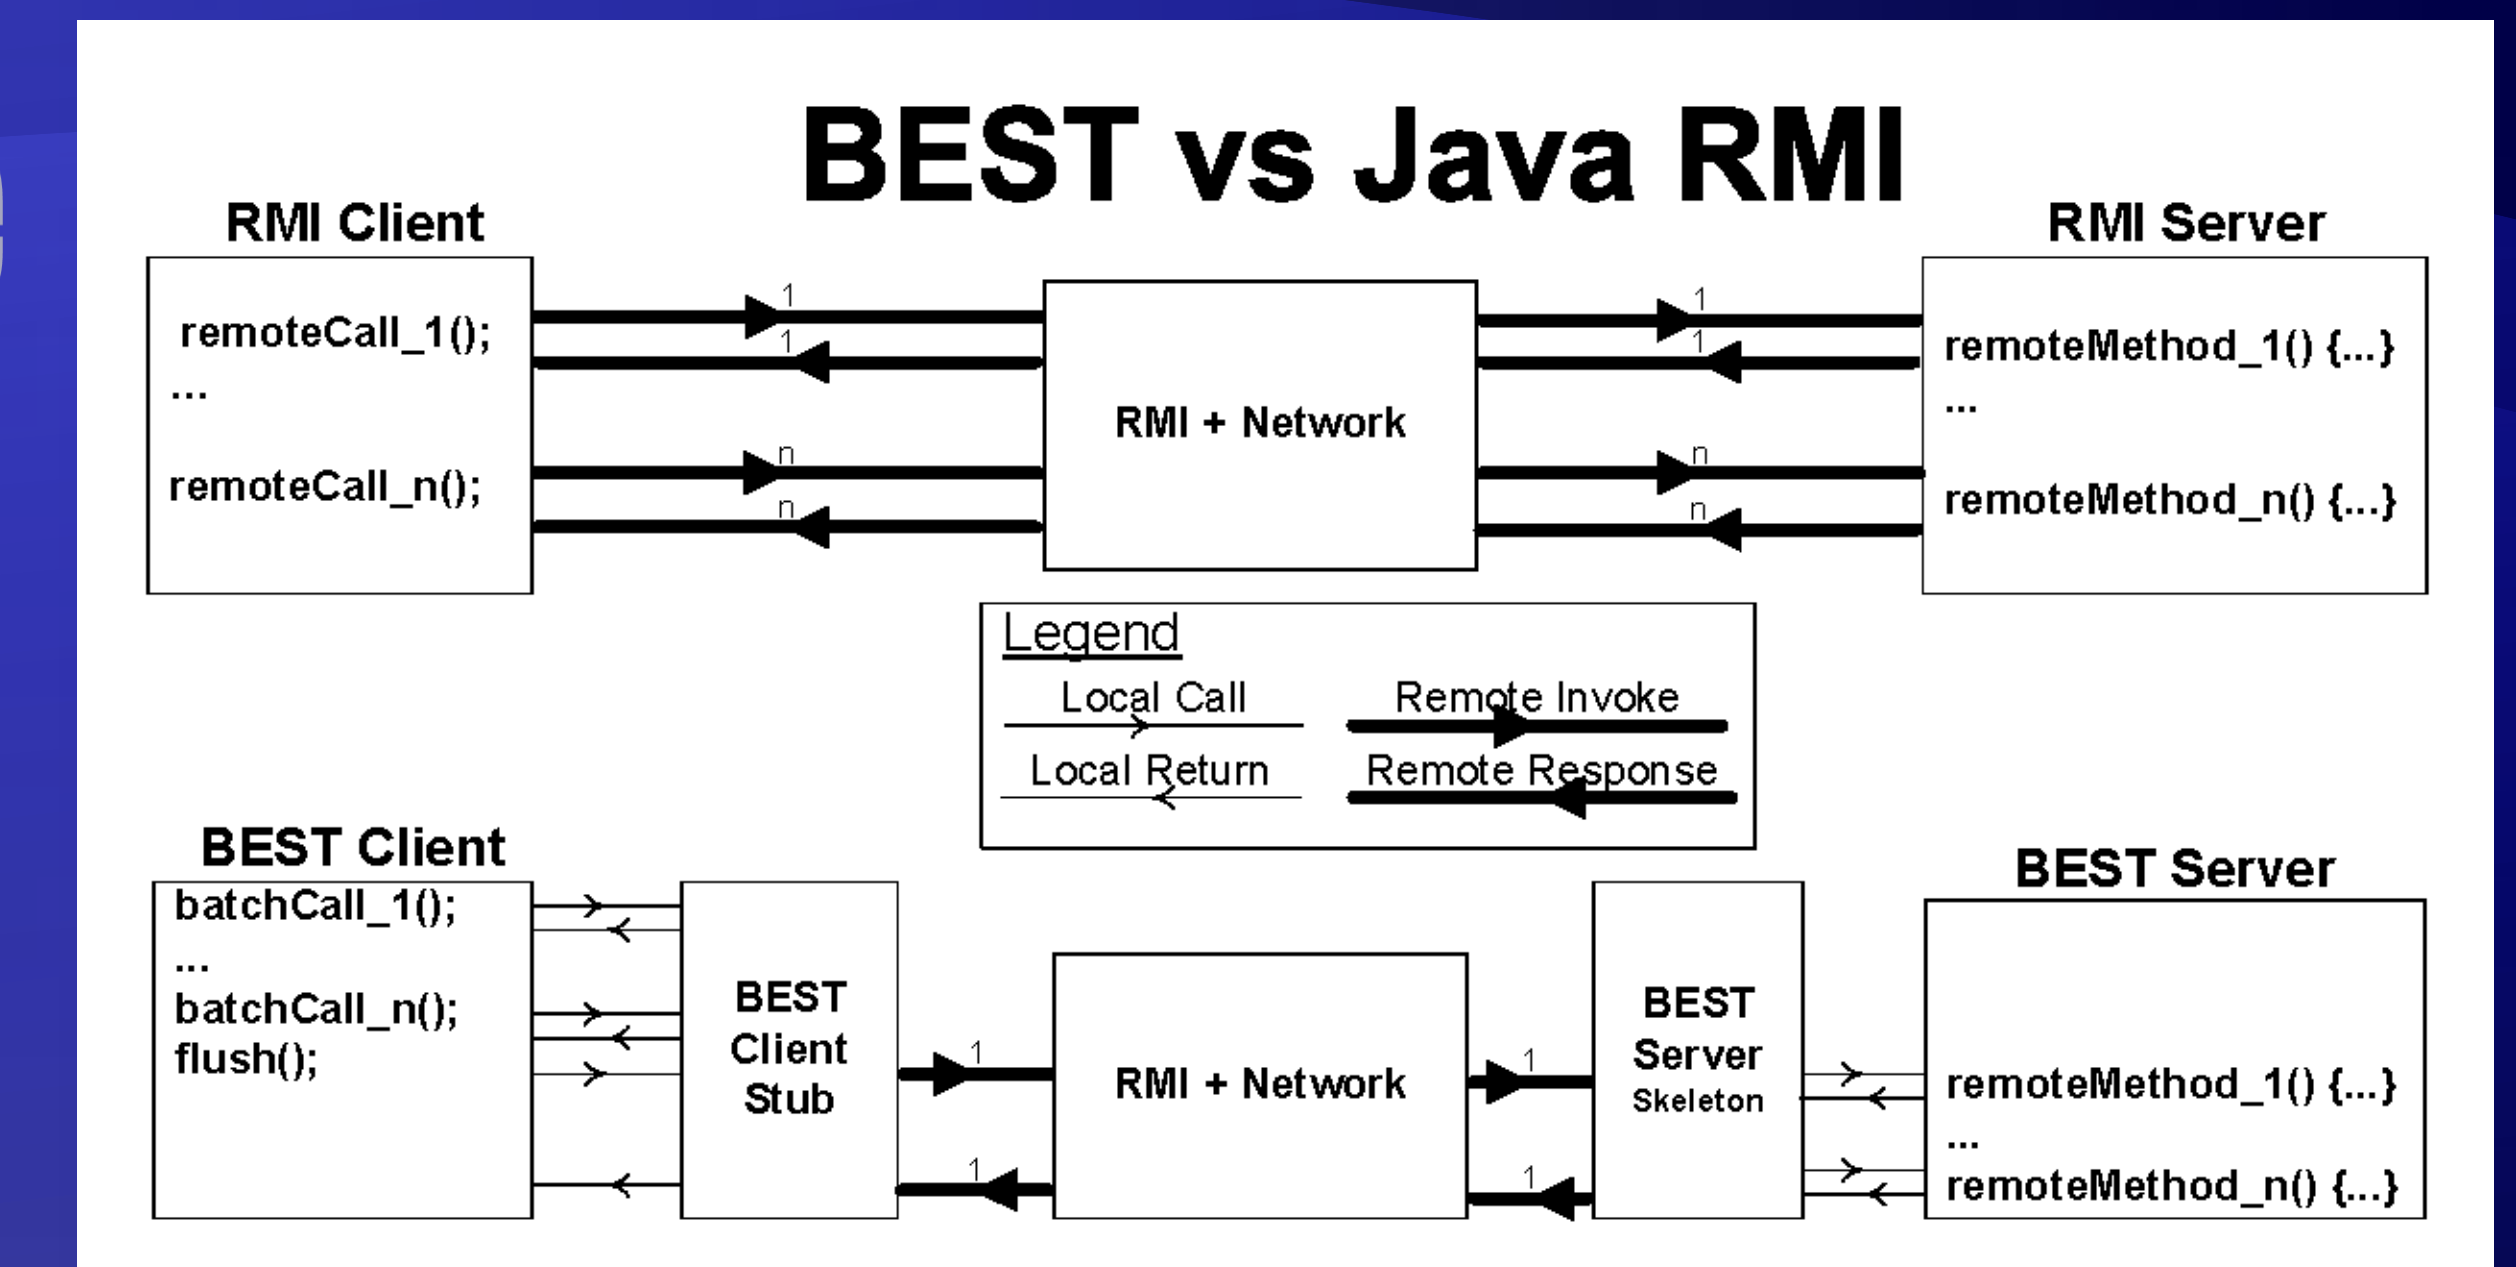 BEST vs Java RMI
RMI Client
RMI Server
remoteCall_1();
...
remoteCall_n();
1
1
n
n
RMI + Network
1
1
n
n
remoteMethod_1() {...}
...
remoteMethod_n() {...}
Legend
Local Call
Remote Invoke
Local Return
Remote Response
BEST Client
BEST Server
batchCall_1();
...
batchCall_n();
flush();
BEST
Client
Stub
1
1
RMI + Network
1
1
BEST
Server
Skeleton
remoteMethod_1() {...}
...
remoteMethod_n() {...}